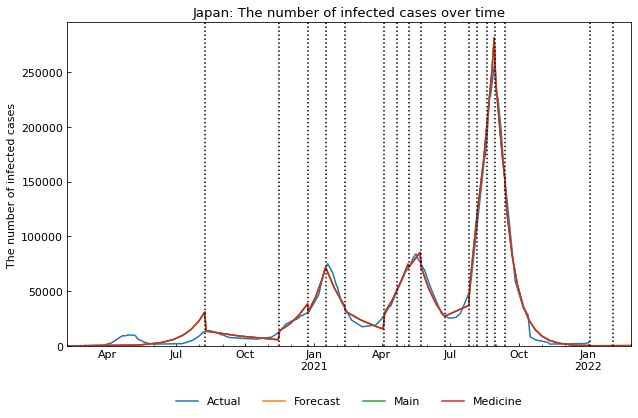 Japan: The number of infected cases over time
The number of infected cases
250000
200000
150000
100000
50000
0
Apr Jul Oct Jan Apr Jul Oct Jan
2021 2022
Actual Forecast Main Medicine